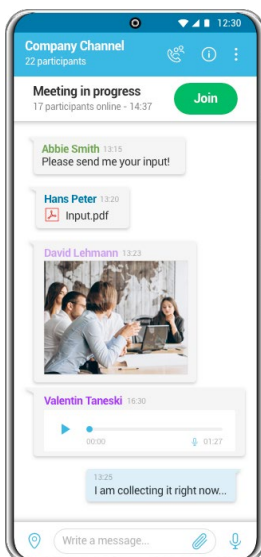 12:30
Company Channel
22 participants
Meeting in progress
17 participants online - 14:37
Join
Abbie Smith 13:15
Please send me your input!
Hans Peter 13:20
Input.pdf
David Lehmann 13:23
Valentin Taneski 16:30
00:00 01:27
13:25
I am collecting it right now...
Write a message...